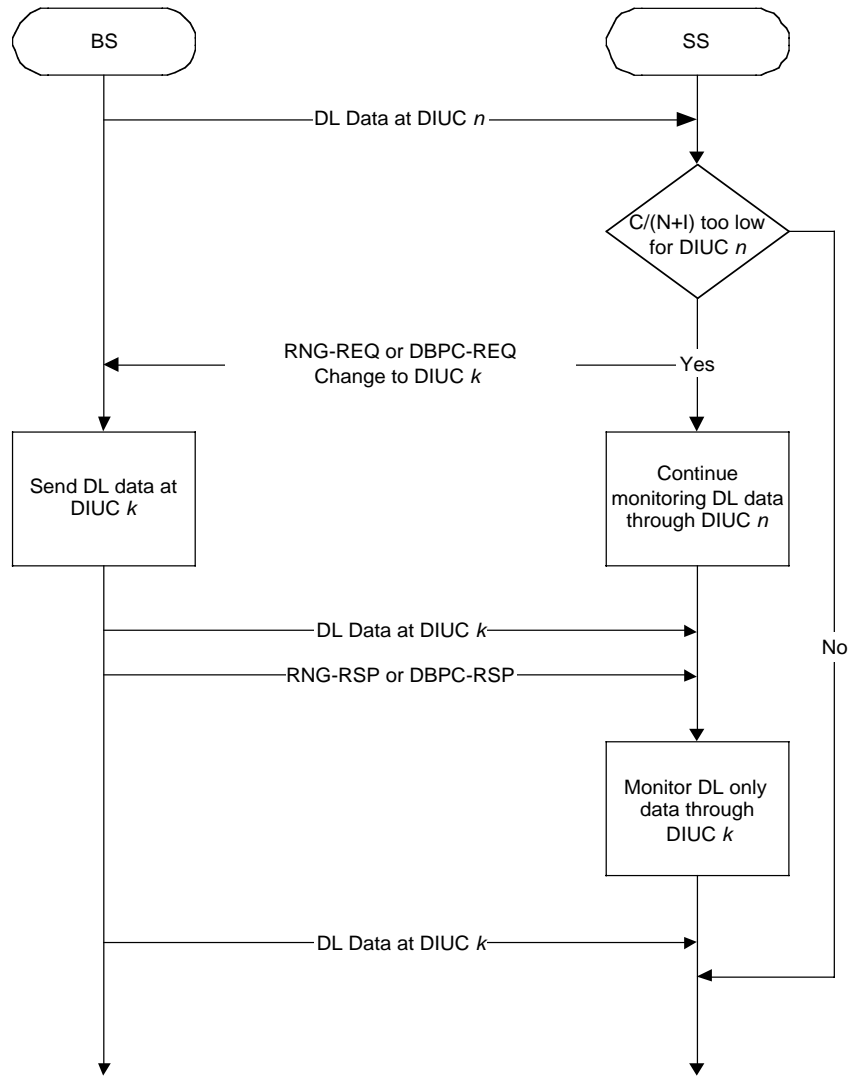 BS
SS
DL Data at DIUC n
C/(N+I) too low
for DIUC n
RNG-REQ or DBPC-REQ
Change to DIUC k
Yes
Send DL data at
DIUC k
Continue
monitoring DL data
through DIUC n
DL Data at DIUC k
No
RNG-RSP or DBPC-RSP
Monitor DL only
data through
DIUC k
DL Data at DIUC k